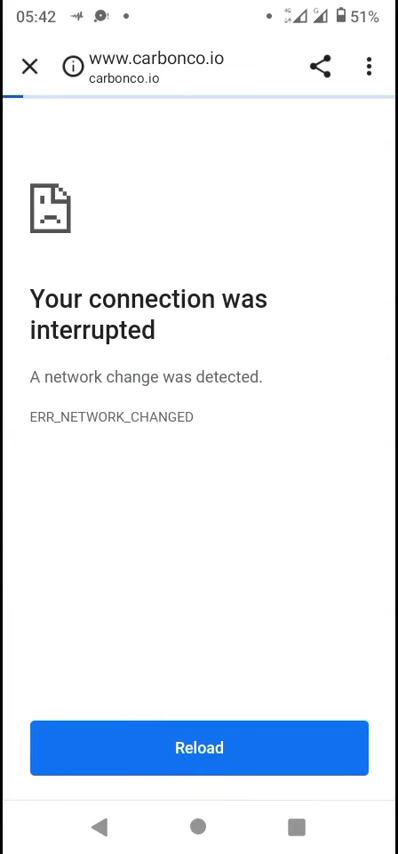 05:42
51%
www.carbonco.io
carbonco.io
Your connection was
interrupted
A network change was detected.
ERR_NETWORK_CHANGED
Reload